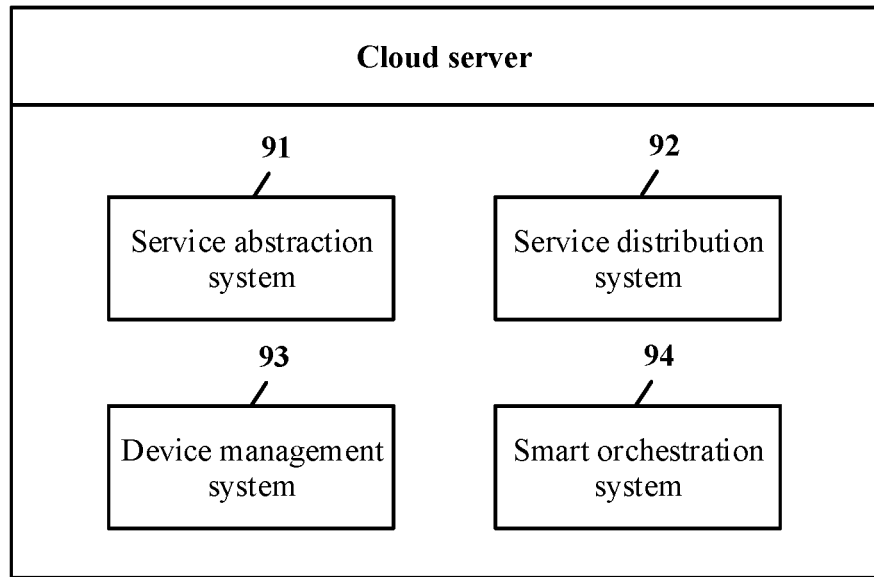 Cloud server
91
92
Service abstraction
system
Service distribution
system
93
94
Device management
system
Smart orchestration
system